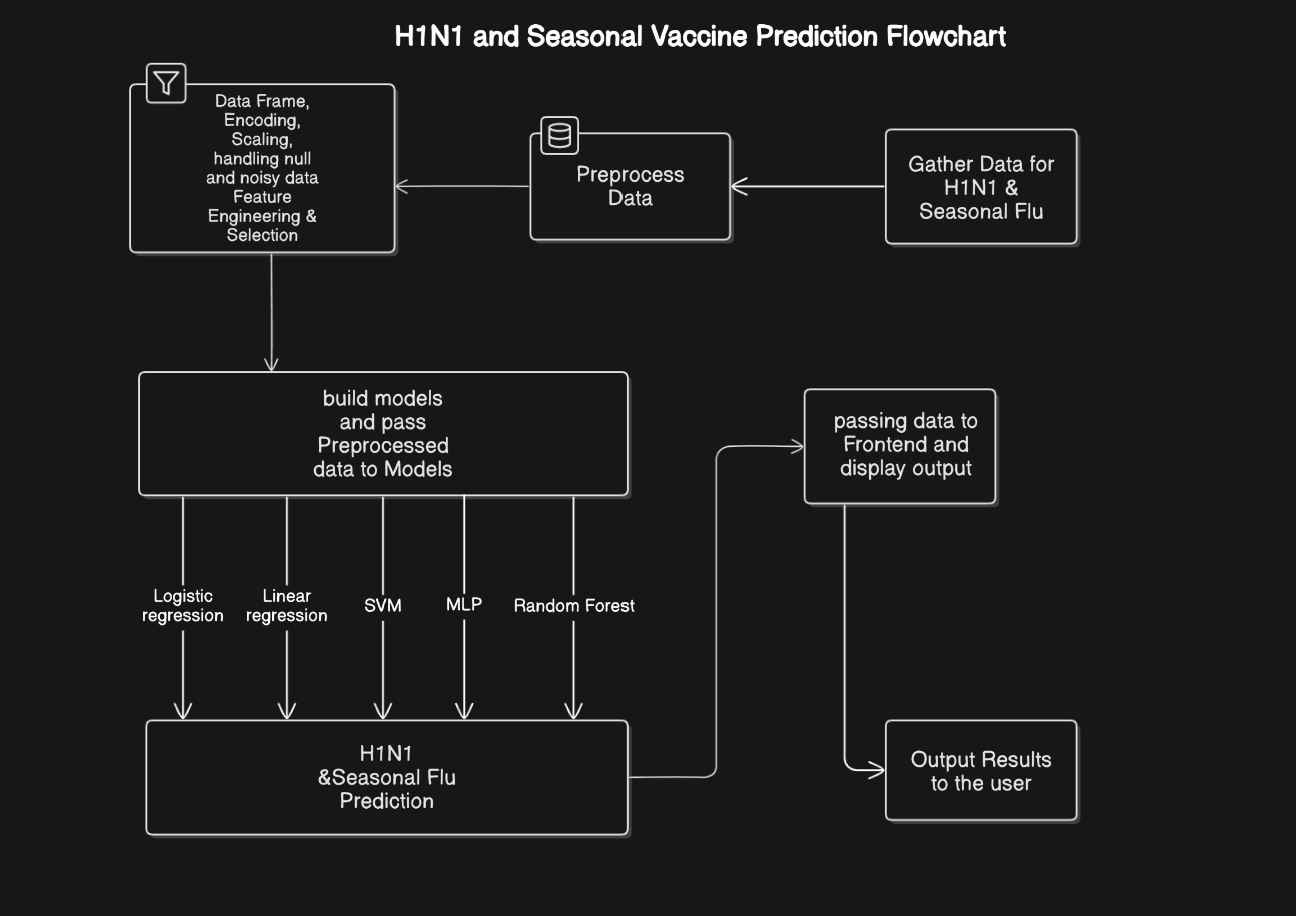 H1N1 and Seasonal Vaccine Prediction Flowchart
Data Frame,
Encoding,
Scaling,
handling null
and noisy data
Feature
Engineering &
Selection
Preprocess
Data
Gather Data for
H1N1 &
Seasonal Flu
build models
and pass
Preprocessed
data to Models
passing data to
Frontend and
display output
Logistic
regression
Linear
regression
SVM
MLP
Random Forest
H1N1
&Seasonal Flu
Prediction
Output Results
to the user